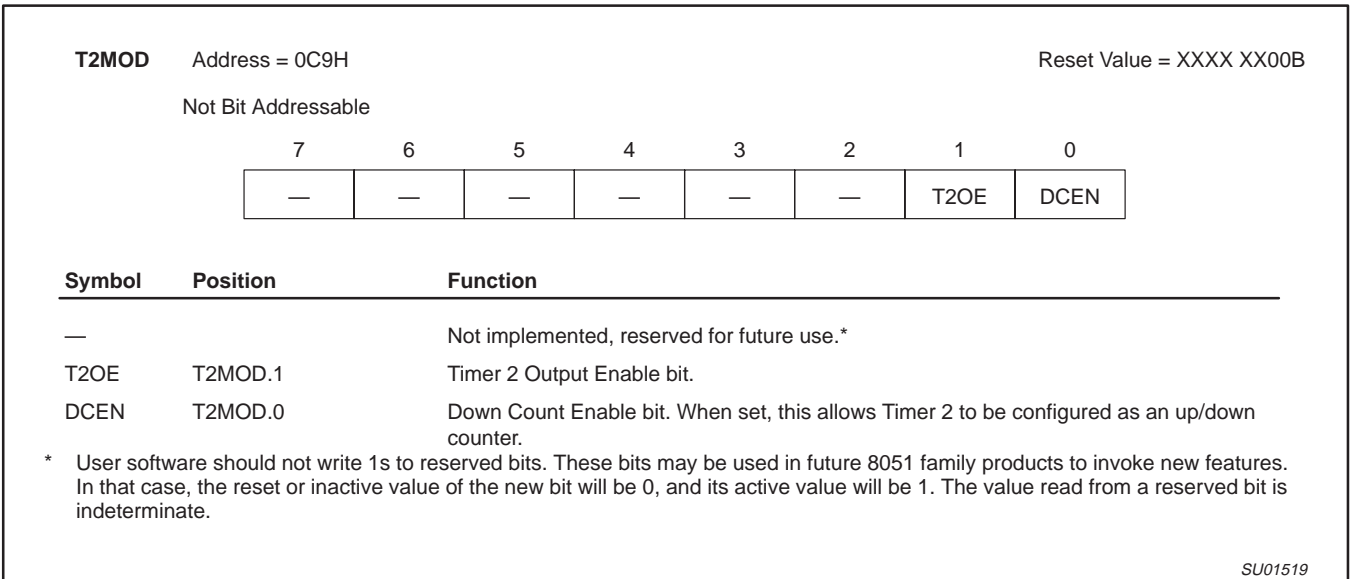 T2MOD Address = 0C9H Reset Value = XXXX XX00B
Not Bit Addressable
7 6 5 4 3 2 1 0
— — — — — — T2OE DCEN
Symbol Position Function
— Not implemented, reserved for future use.*
T2OE T2MOD.1 Timer 2 Output Enable bit.
DCEN T2MOD.0 Down Count Enable bit. When set, this allows Timer 2 to be configured as an up/down
counter.
* User software should not write 1s to reserved bits. These bits may be used in future 8051 family products to invoke new features.
In that case, the reset or inactive value of the new bit will be 0, and its active value will be 1. The value read from a reserved bit is
indeterminate.
SU01519